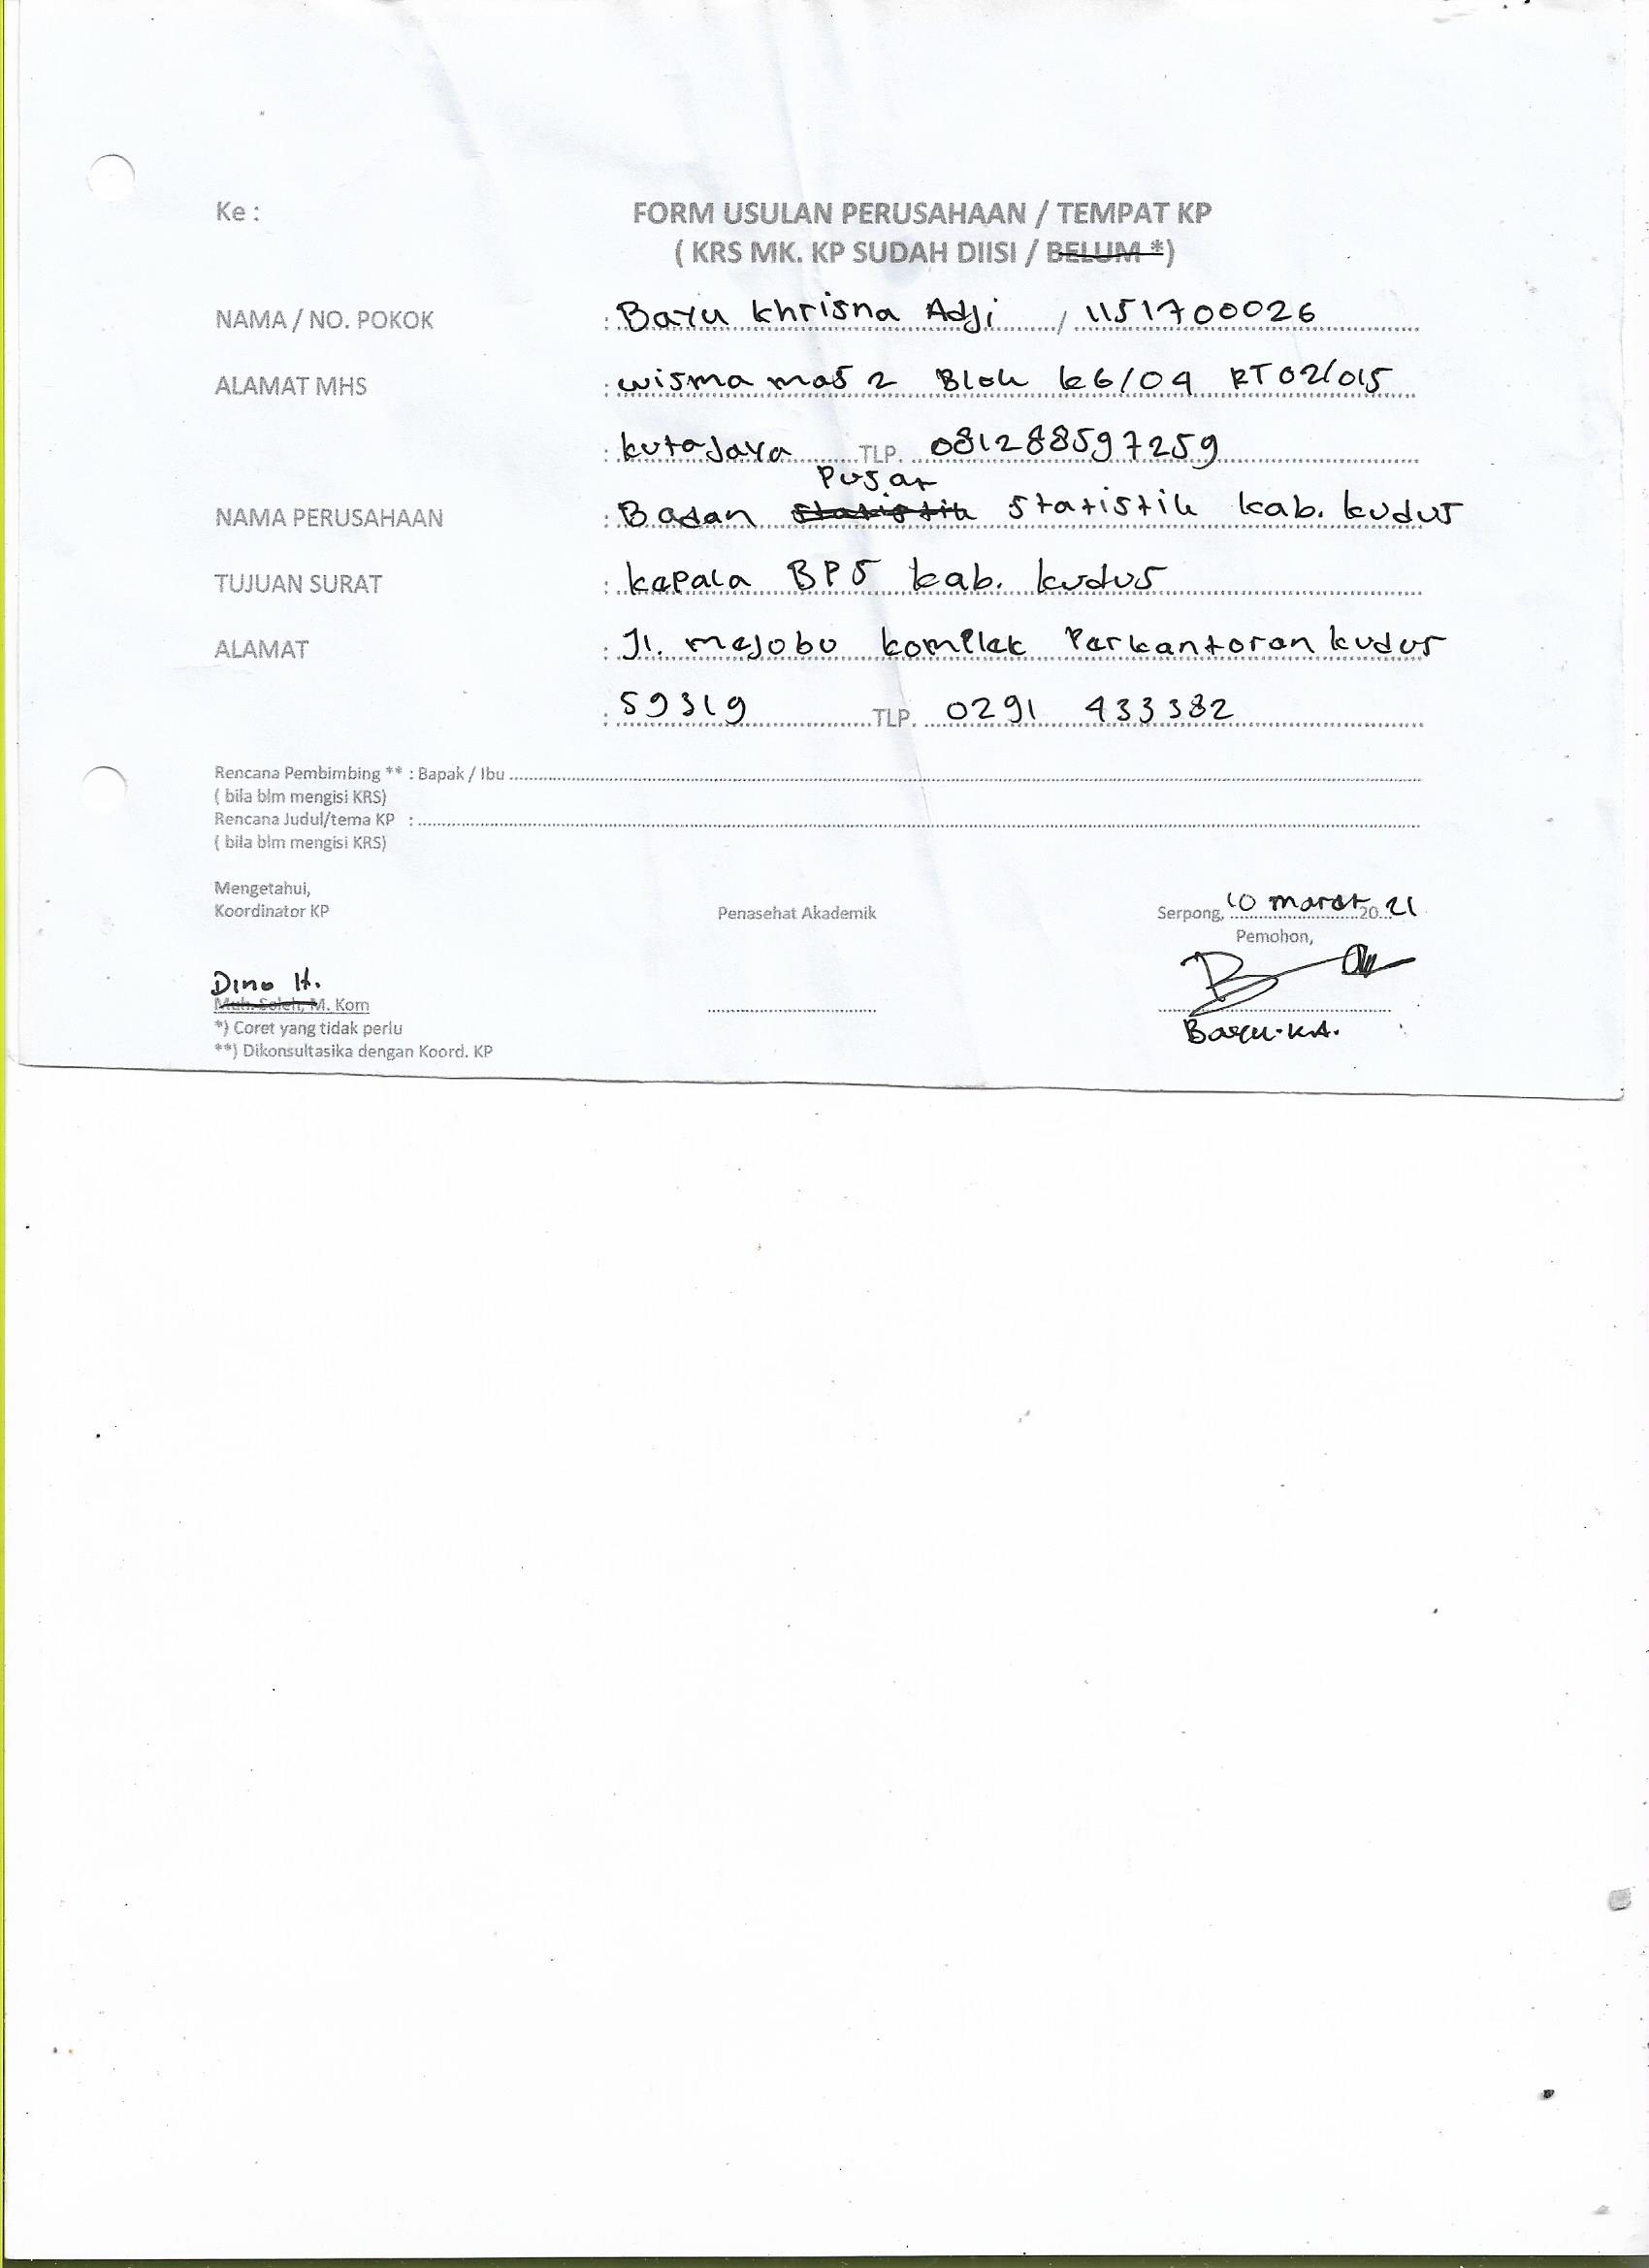 Ke :
FORM USULAN PERUSAHAAN / TEMPAT KP
( KRS MK. KP SUDAH DIISI / BELUM *)
NAMA / NO. POKOK : Bayu Khrisna Adji / 1151700026
ALAMAT MHS : wisma mas 2 Blok k6/09 RT 02/015
: kutaJaya TLP. 081288597259
Pusat
NAMA PERUSAHAAN : Badan Statistik Statistik kab. kudus
TUJUAN SURAT : kepala BPS kab. kudus
ALAMAT : Jl. mejobo komplek Perkantoran kudus
: 59319 TLP. 0291 433382
Rencana Pembimbing ** : Bapak / Ibu
( bila blm mengisi KRS)
Rencana Judul/tema KP :
( bila blm mengisi KRS)
Mengetahui,
Koordinator KP
Penasehat Akademik
Serpong, 10 maret 2021
Pemohon,
Dino H.
Muh. Soleh, M. Kom
*) Coret yang tidak perlu
**) Dikonsultasika dengan Koord. KP
Bayu.K.A.